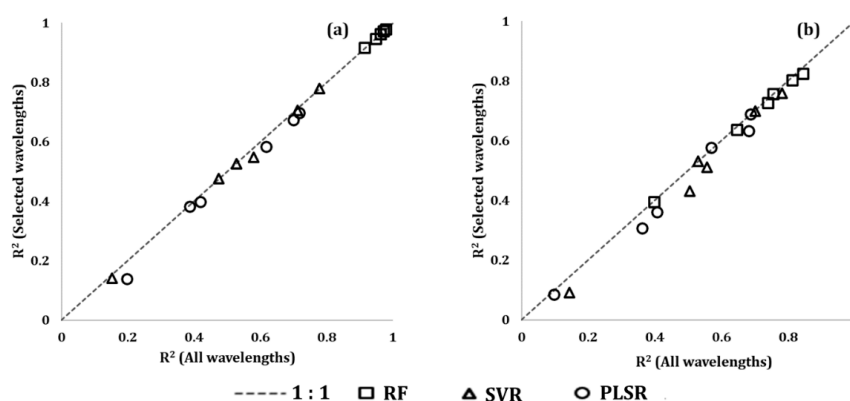 (a)
R² (Selected wavelengths)
1
0.8
0.6
0.4
0.2
0
0 0.2 0.4 0.6 0.8 1
R² (All wavelengths)
(b)
R² (Selected wavelengths)
1
0.8
0.6
0.4
0.2
0
0 0.2 0.4 0.6 0.8
R² (All wavelengths)
1 : 1 RF SVR PLSR